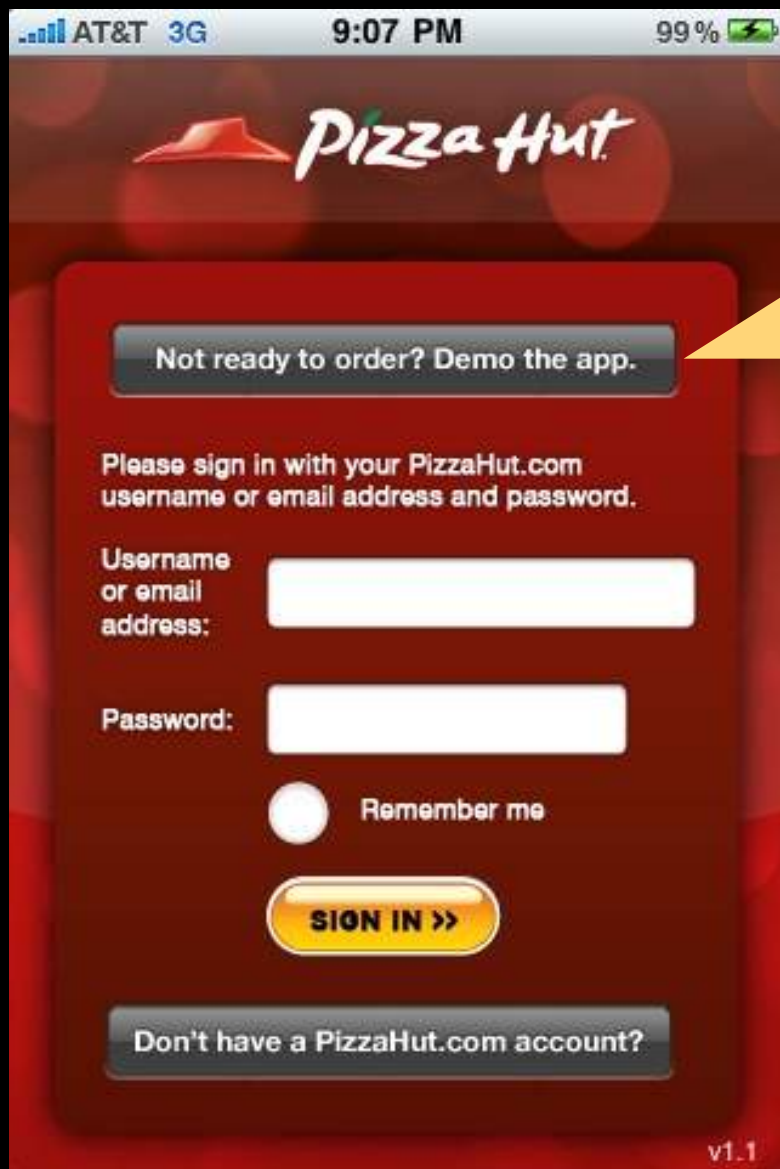 AT&T 3G 9:07 PM 99%
Pizza Hut
Not ready to order? Demo the app.
Please sign in with your PizzaHut.com
username or email address and password.
Username
or email
address:
Password:
Remember me
SIGN IN >>
Don't have a PizzaHut.com account?
v1.1